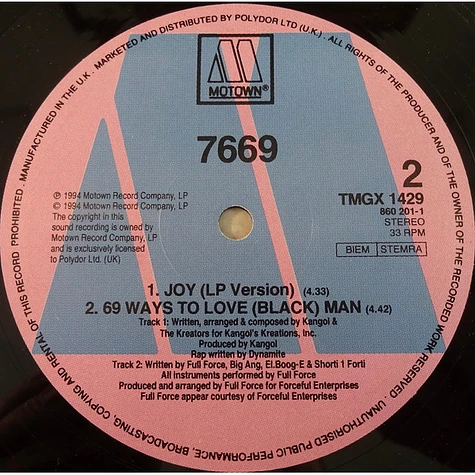 MANUFACTURED IN THE U.K. · MARKETED AND DISTRIBUTED BY POLYDOR LTD (U.K.) · ALL RIGHTS OF THE PRODUCER AND OF THE OWNER OF THE RECORDED WORK RESERVED · UNAUTHORISED PUBLIC PERFORMANCE, BROADCASTING, COPYING AND RENTAL OF THIS RECORD PROHIBITED ·
MOTOWN®
7669
2
TMGX 1429
860 201-1
STEREO
33 RPM
BIEM STEMRA
℗ 1994 Motown Record Company, LP
© 1994 Motown Record Company, LP
The copyright in this
sound recording is owned by
Motown Record Company, LP
and is exclusively licensed
to Polydor Ltd. (UK)
1. JOY (LP Version) (4.33)
2. 69 WAYS TO LOVE (BLACK) MAN (4.42)
Track 1: Written, arranged & composed by Kangol &
The Kreators for Kangol's Kreations, Inc.
Produced by Kangol
Rap written by Dynamite
Track 2: Written by Full Force, Big Ang, El.Boog-E & Shorti 1 Forti
All instruments performed by Full Force
Produced and arranged by Full Force for Forceful Enterprises
Full Force appear courtesy of Forceful Enterprises